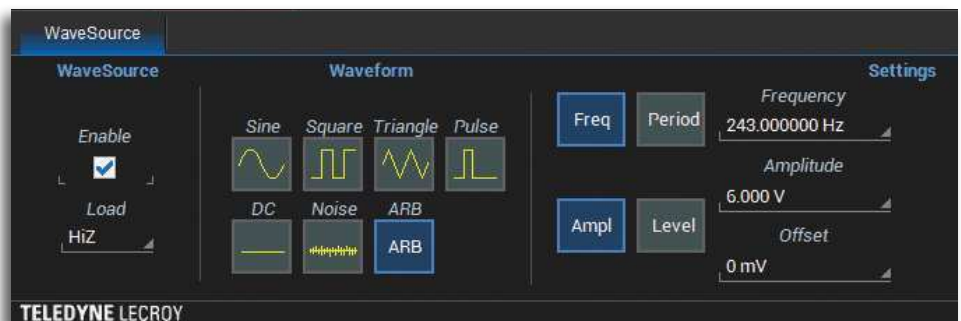 WaveSource
WaveSource
Enable
Load
HiZ
Waveform
Sine Square Triangle Pulse
DC Noise ARB
ARB
Settings
Freq Period
Frequency
243.000000 Hz
Amplitude
6.000 V
Ampl Level
Offset
0 mV
TELEDYNE LECROY